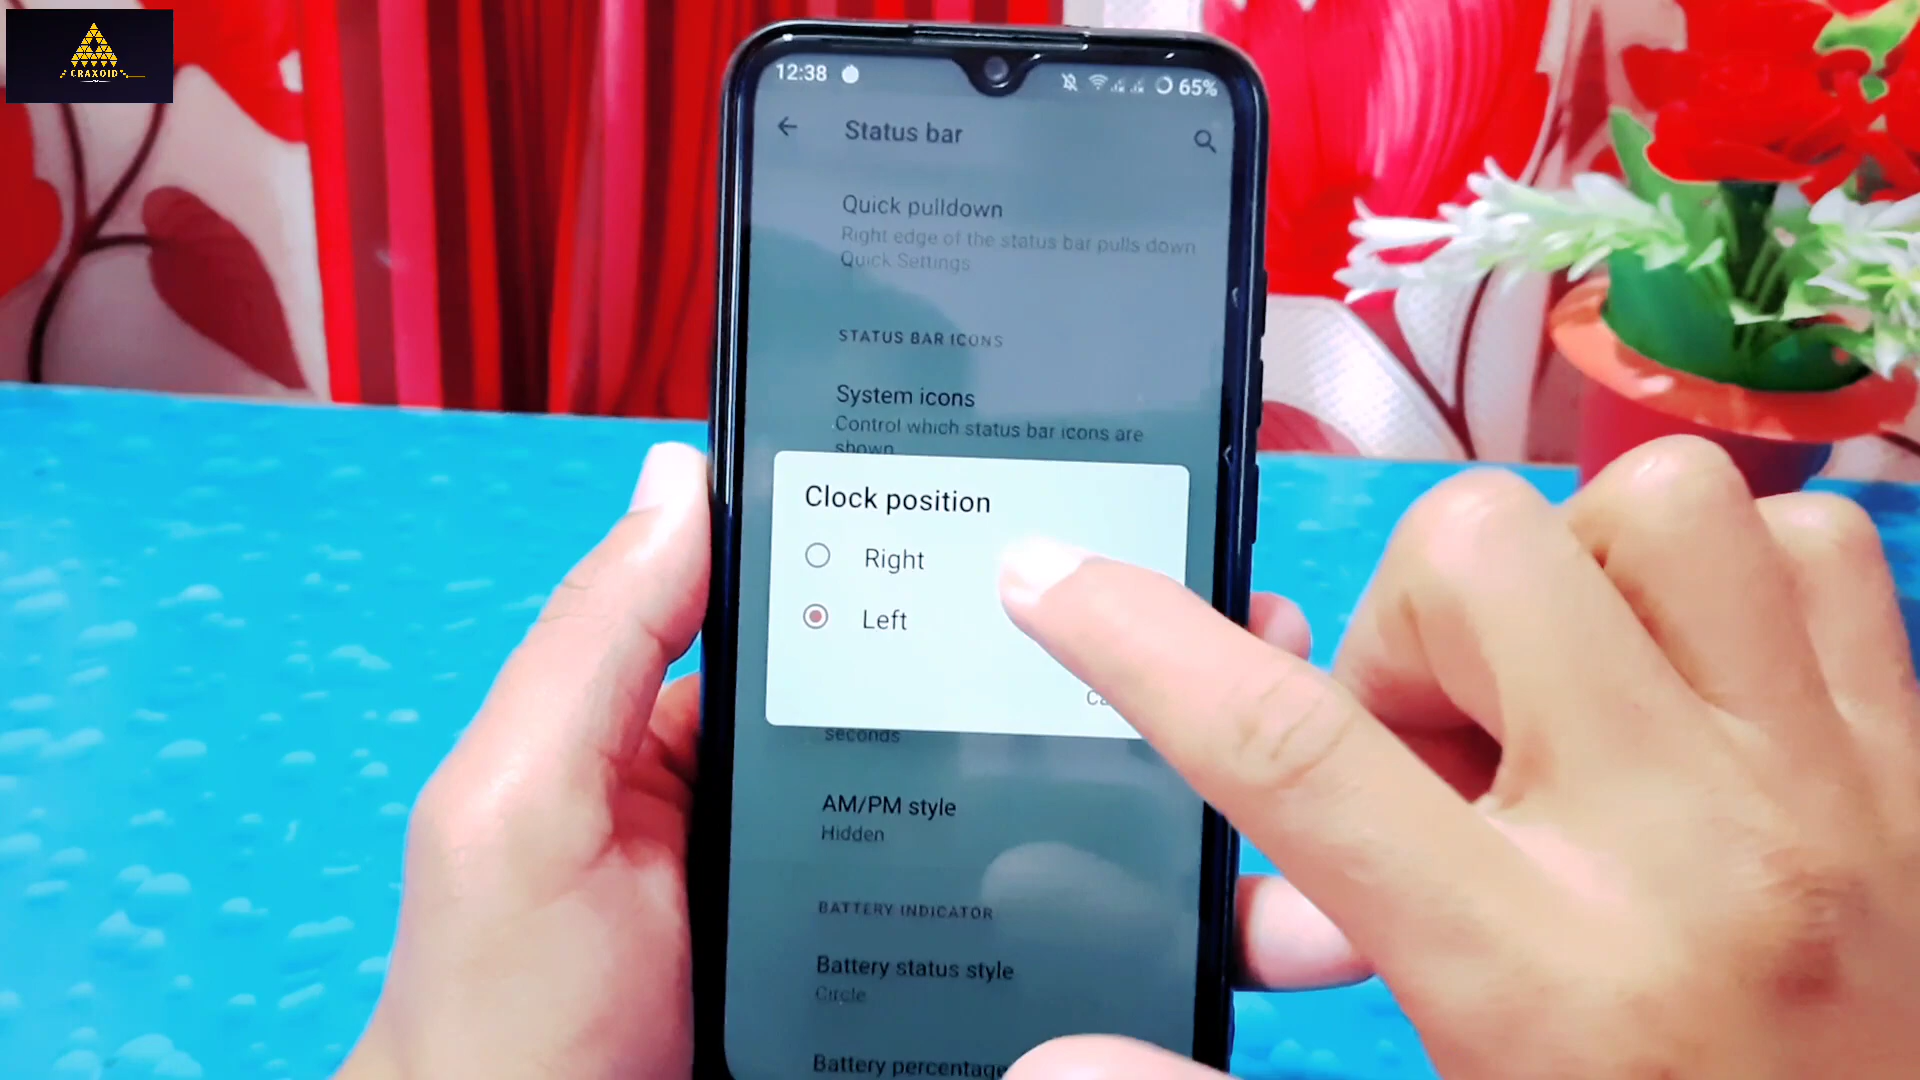 CRAXOID
12:38
65%
Status bar
Quick pulldown
Right edge of the status bar pulls down
Quick Settings
STATUS BAR ICONS
System icons
Control which status bar icons are
shown
Clock position
Right
Left
seconds
AM/PM style
Hidden
BATTERY INDICATOR
Battery status style
Circle
Battery percentage